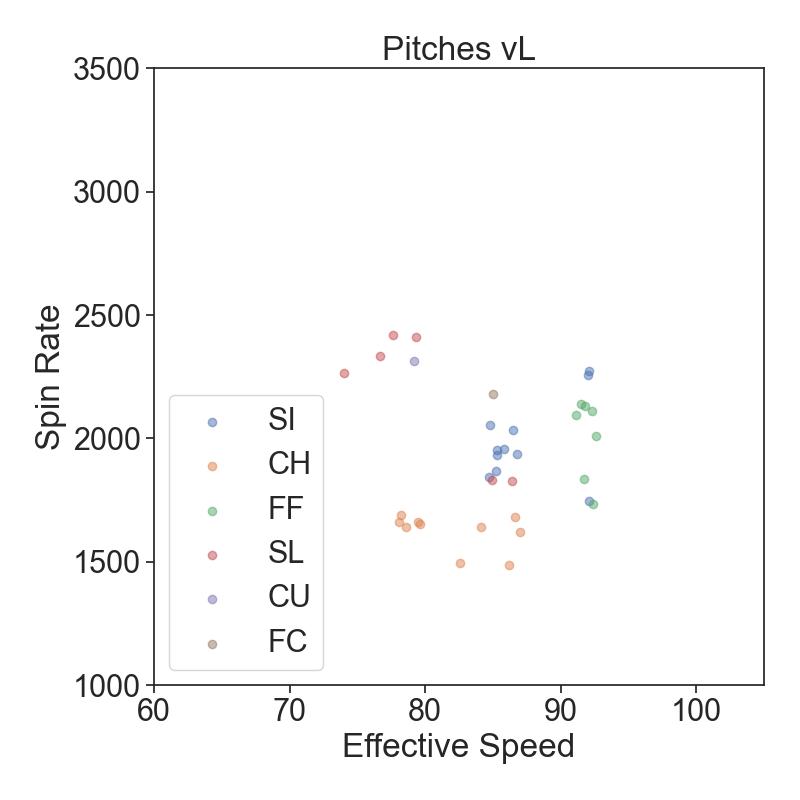 Pitches vL
3500
3000
2500
2000
1500
1000
Spin Rate
SI
CH
FF
SL
CU
FC
60 70 80 90 100
Effective Speed